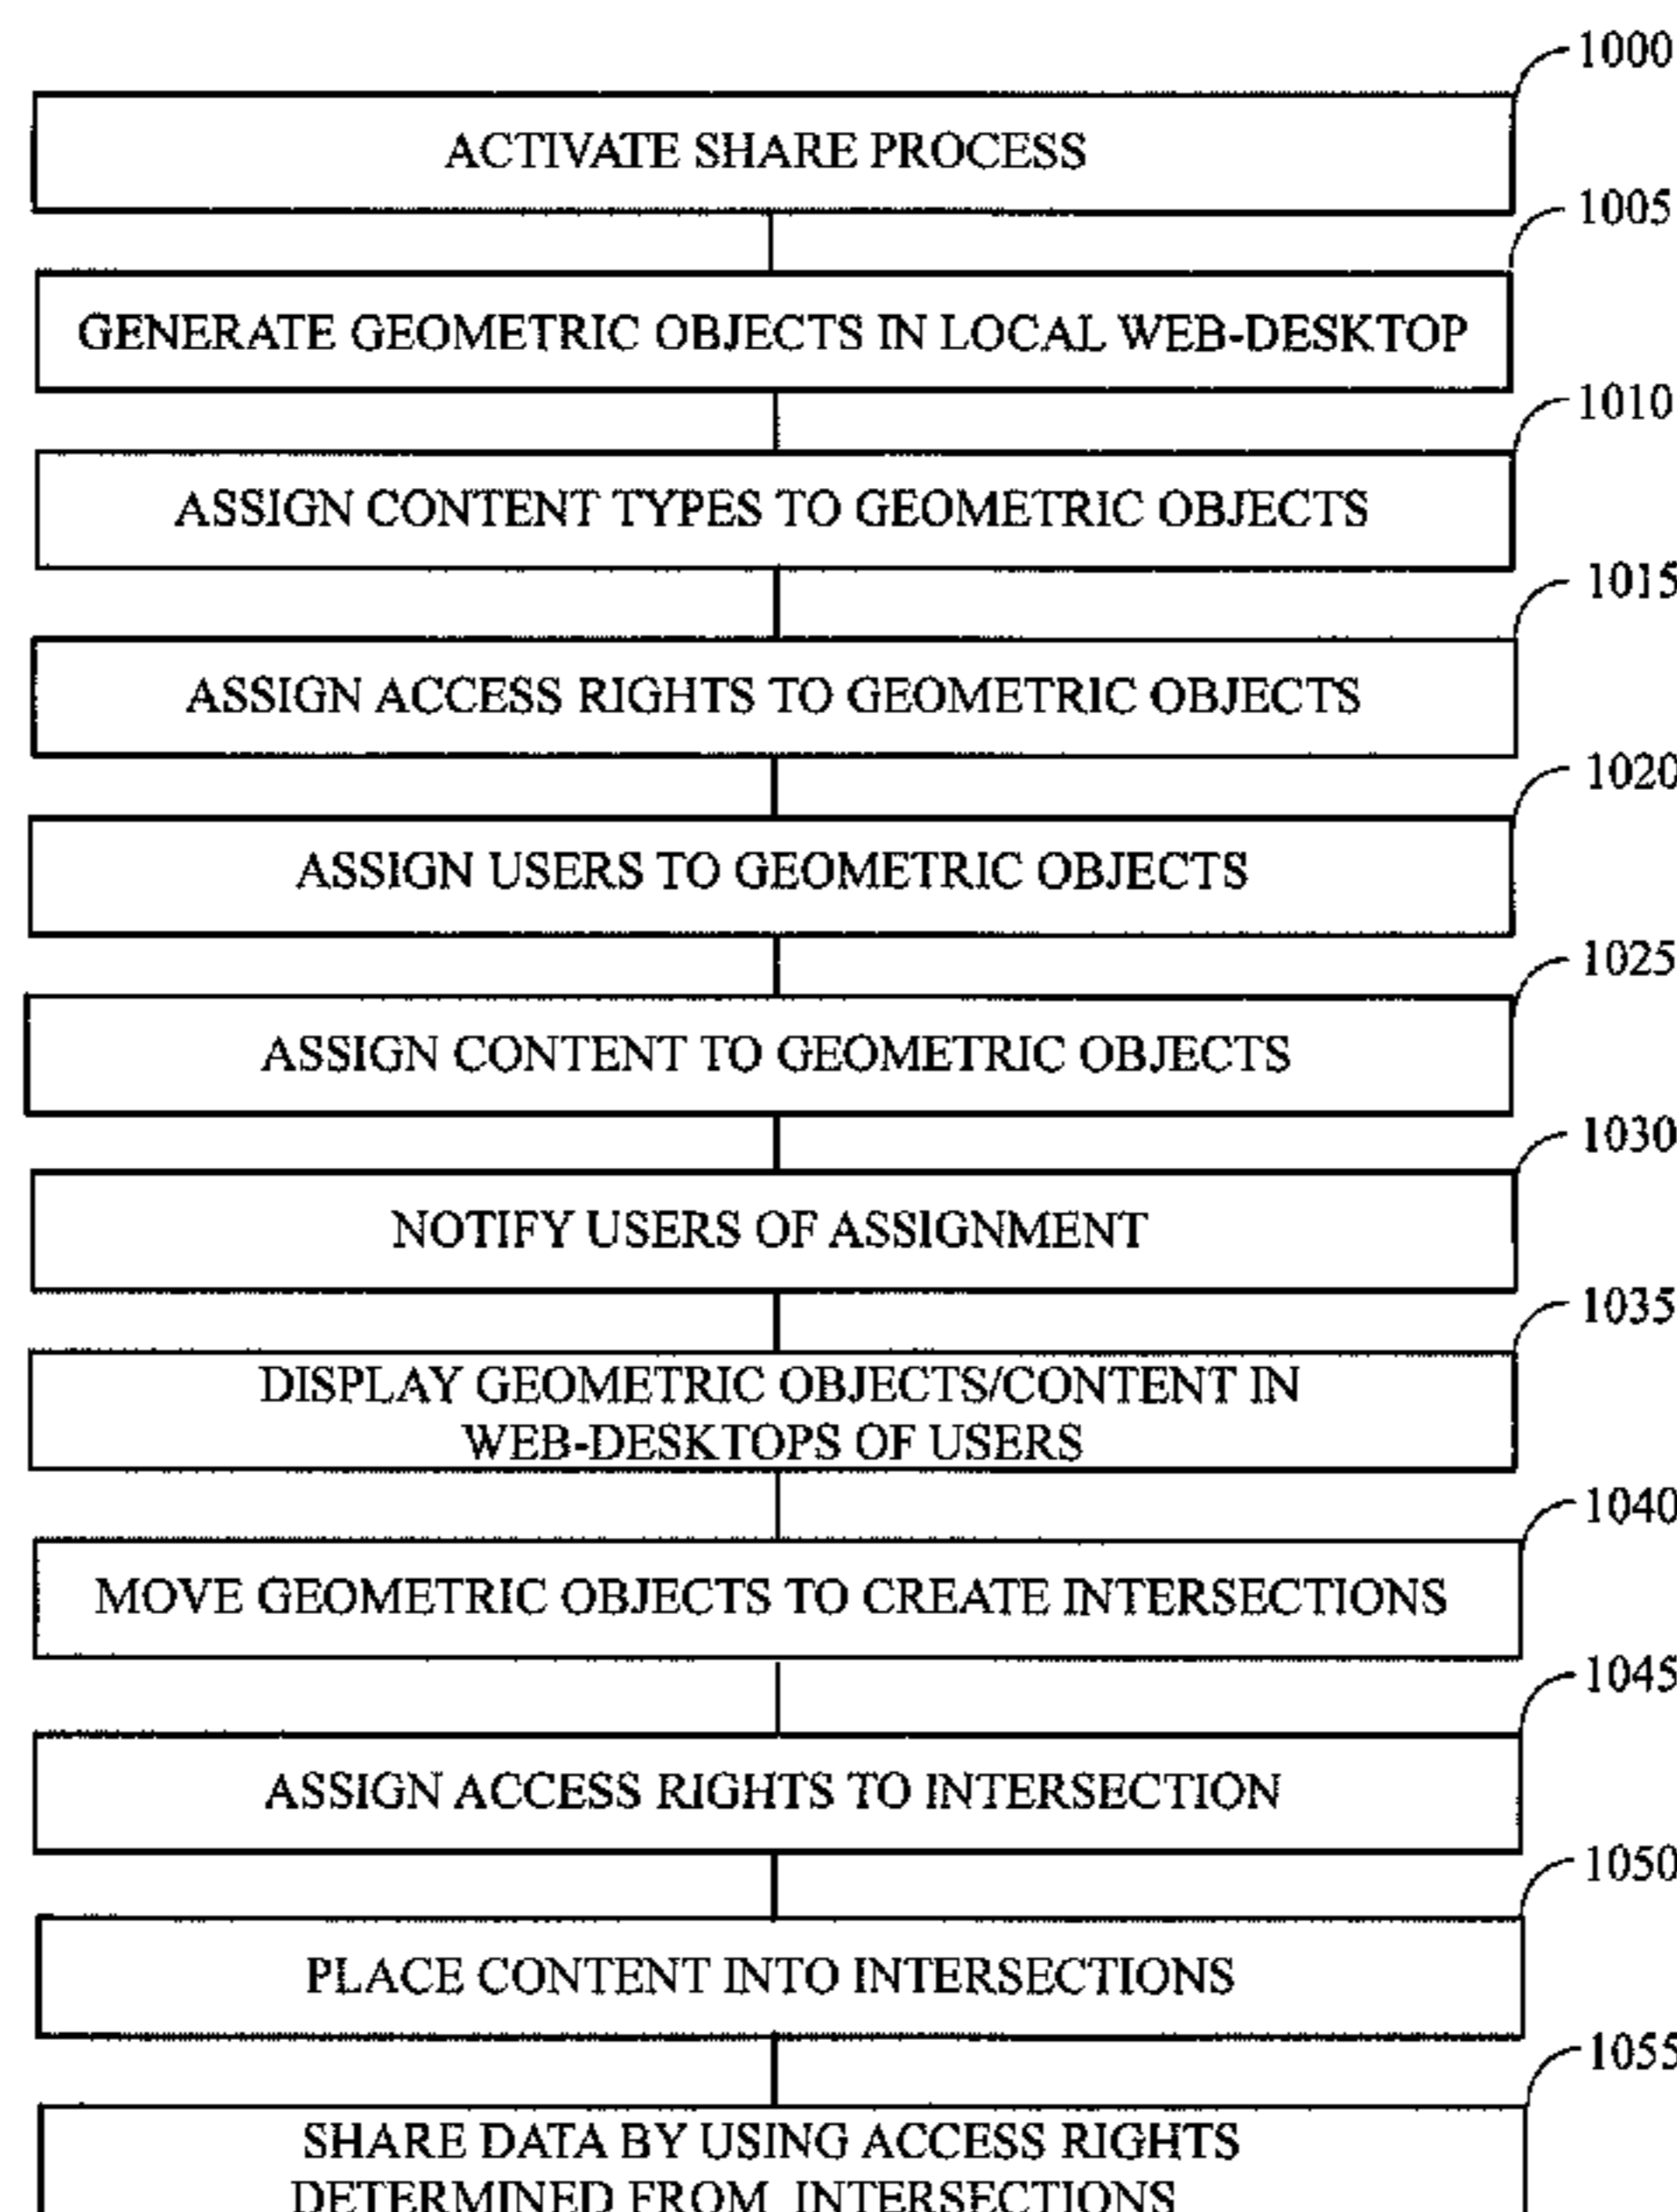 1000
ACTIVATE SHARE PROCESS
1005
GENERATE GEOMETRIC OBJECTS IN LOCAL WEB-DESKTOP
1010
ASSIGN CONTENT TYPES TO GEOMETRIC OBJECTS
1015
ASSIGN ACCESS RIGHTS TO GEOMETRIC OBJECTS
1020
ASSIGN USERS TO GEOMETRIC OBJECTS
1025
ASSIGN CONTENT TO GEOMETRIC OBJECTS
1030
NOTIFY USERS OF ASSIGNMENT
1035
DISPLAY GEOMETRIC OBJECTS/CONTENT IN
WEB-DESKTOPS OF USERS
1040
MOVE GEOMETRIC OBJECTS TO CREATE INTERSECTIONS
1045
ASSIGN ACCESS RIGHTS TO INTERSECTION
1050
PLACE CONTENT INTO INTERSECTIONS
1055
SHARE DATA BY USING ACCESS RIGHTS
DETERMINED FROM INTERSECTIONS